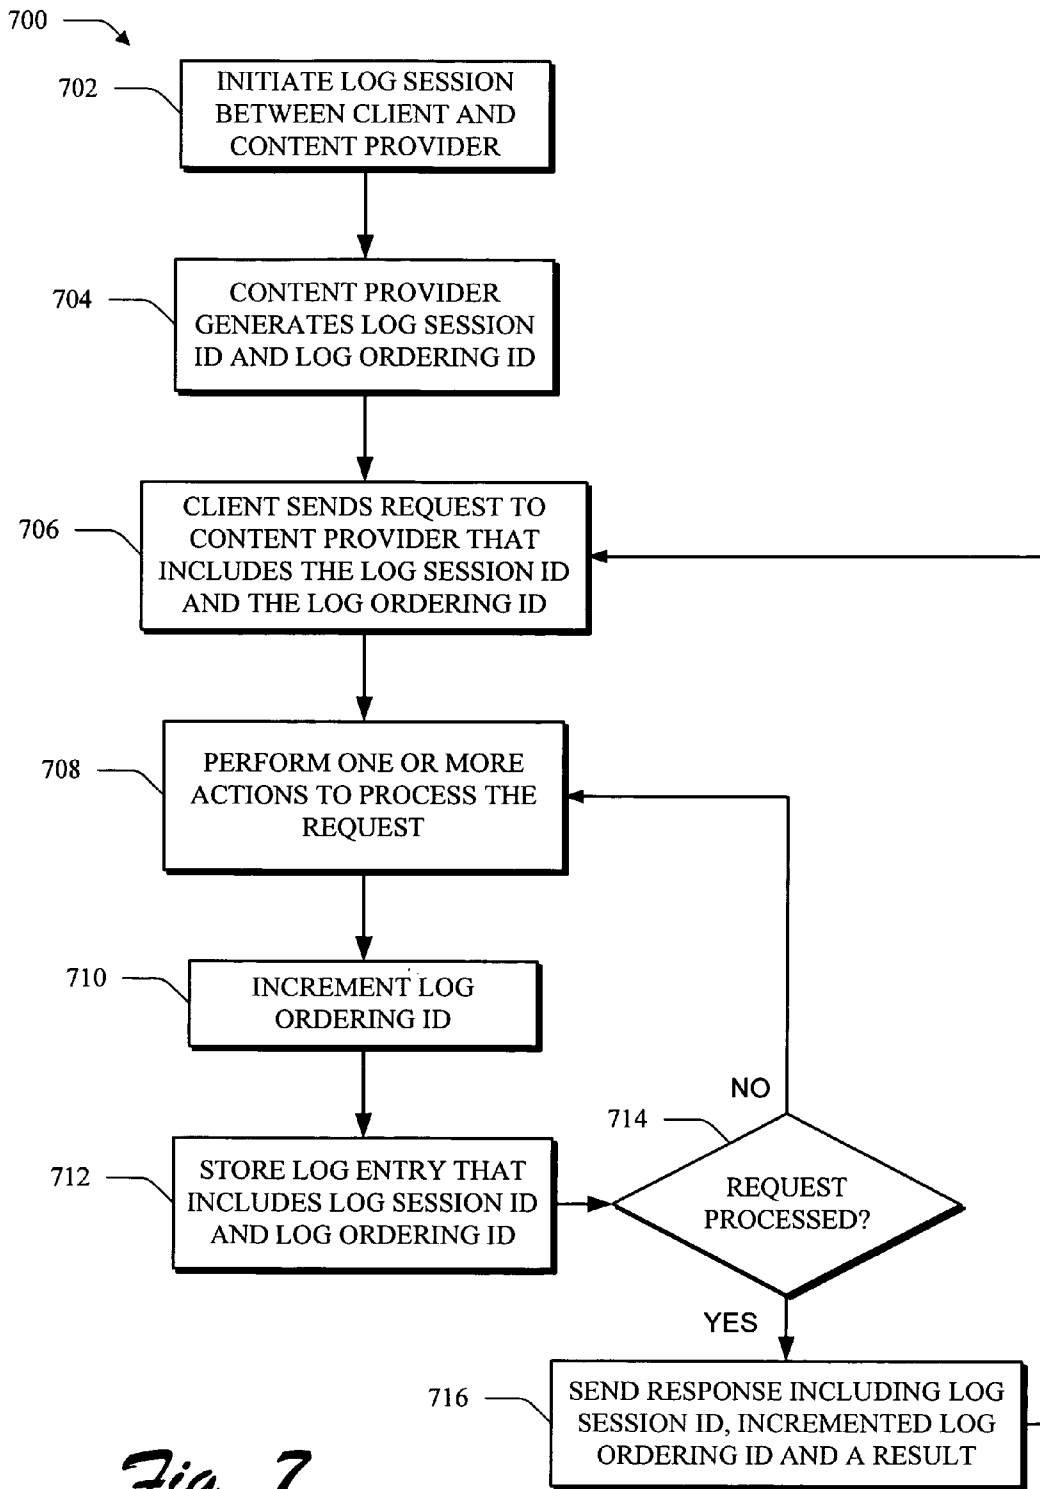 700
702
INITIATE LOG SESSION
BETWEEN CLIENT AND
CONTENT PROVIDER
704
CONTENT PROVIDER
GENERATES LOG SESSION
ID AND LOG ORDERING ID
706
CLIENT SENDS REQUEST TO
CONTENT PROVIDER THAT
INCLUDES THE LOG SESSION ID
AND THE LOG ORDERING ID
708
PERFORM ONE OR MORE
ACTIONS TO PROCESS THE
REQUEST
710
INCREMENT LOG
ORDERING ID
712
STORE LOG ENTRY THAT
INCLUDES LOG SESSION ID
AND LOG ORDERING ID
NO
714
REQUEST
PROCESSED?
YES
716
SEND RESPONSE INCLUDING LOG
SESSION ID, INCREMENTED LOG
ORDERING ID AND A RESULT
Fig. 7